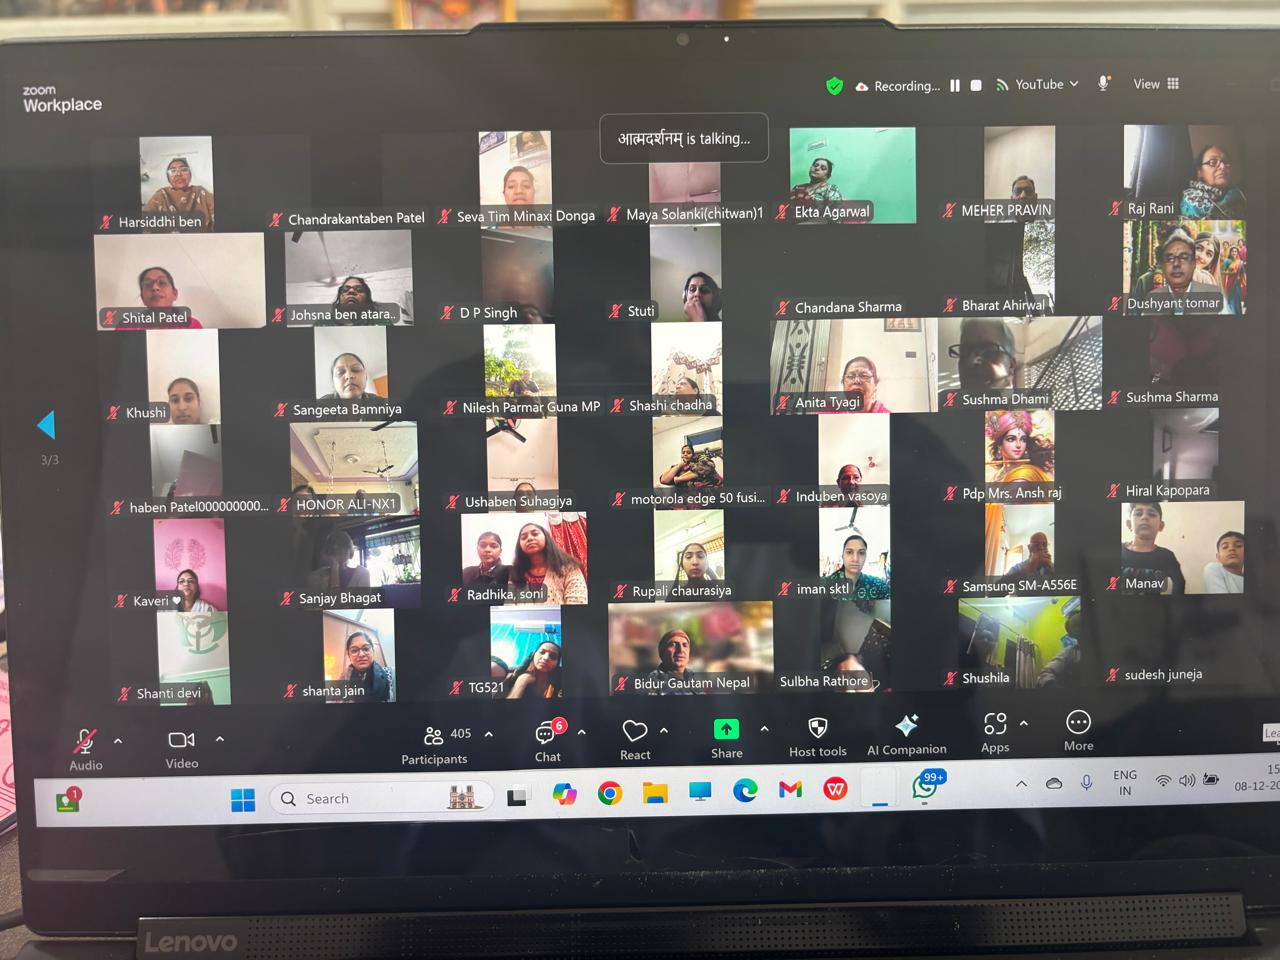 zoom
Workplace
Recording...
YouTube
View
आत्मदर्शनम् is talking...
Harsiddhi ben
Chandrakantaben Patel
Seva Tim Minaxi Donga
Maya Solanki(chitwan)1
Ekta Agarwal
MEHER PRAVIN
Raj Rani
Shital Patel
Johsna ben atara..
D P Singh
Stuti
Chandana Sharma
Bharat Ahirwal
Dushyant tomar
Khushi
Sangeeta Bamniya
Nilesh Parmar Guna MP
Shashi chadha
Anita Tyagi
Sushma Dhami
Sushma Sharma
3/3
haben Patel000000000...
HONOR ALI-NX1
Ushaben Suhagiya
motorola edge 50 fusi...
Induben vasoya
Pdp Mrs. Ansh raj
Hiral Kapopara
Kaveri
Sanjay Bhagat
Radhika, soni
Rupali chaurasiya
iman sktl
Samsung SM-A556E
Manav
Shanti devi
shanta jain
TG521
Bidur Gautam Nepal
Sulbha Rathore
Shushila
sudesh juneja
Audio
Video
Participants
405
Chat
6
React
Share
Host tools
AI Companion
Apps
More
1
Search
99+
ENG
IN
15
08-12-20
Lenovo